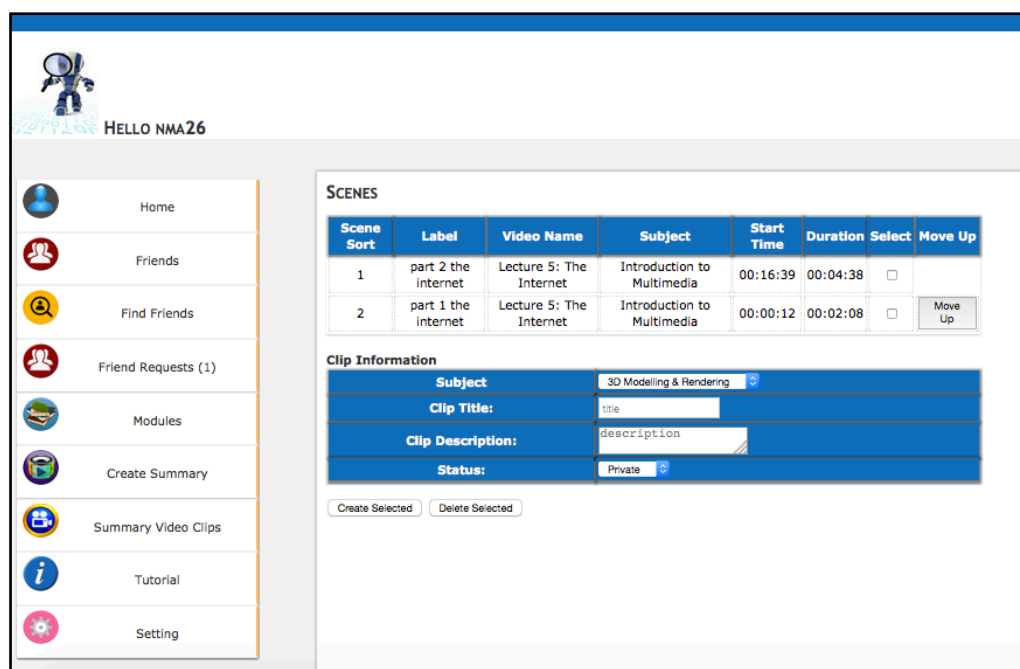 HELLO NMA26
Home
Friends
Find Friends
Friend Requests (1)
Modules
Create Summary
Summary Video Clips
Tutorial
Setting
SCENES
Scene Sort Label Video Name Subject Start Time Duration Select Move Up
1 part 2 the internet Lecture 5: The Internet Introduction to Multimedia 00:16:39 00:04:38
2 part 1 the internet Lecture 5: The Internet Introduction to Multimedia 00:00:12 00:02:08 Move Up
Clip Information
Subject 3D Modelling & Rendering
Clip Title: title
Clip Description: description
Status: Private
Create Selected Delete Selected